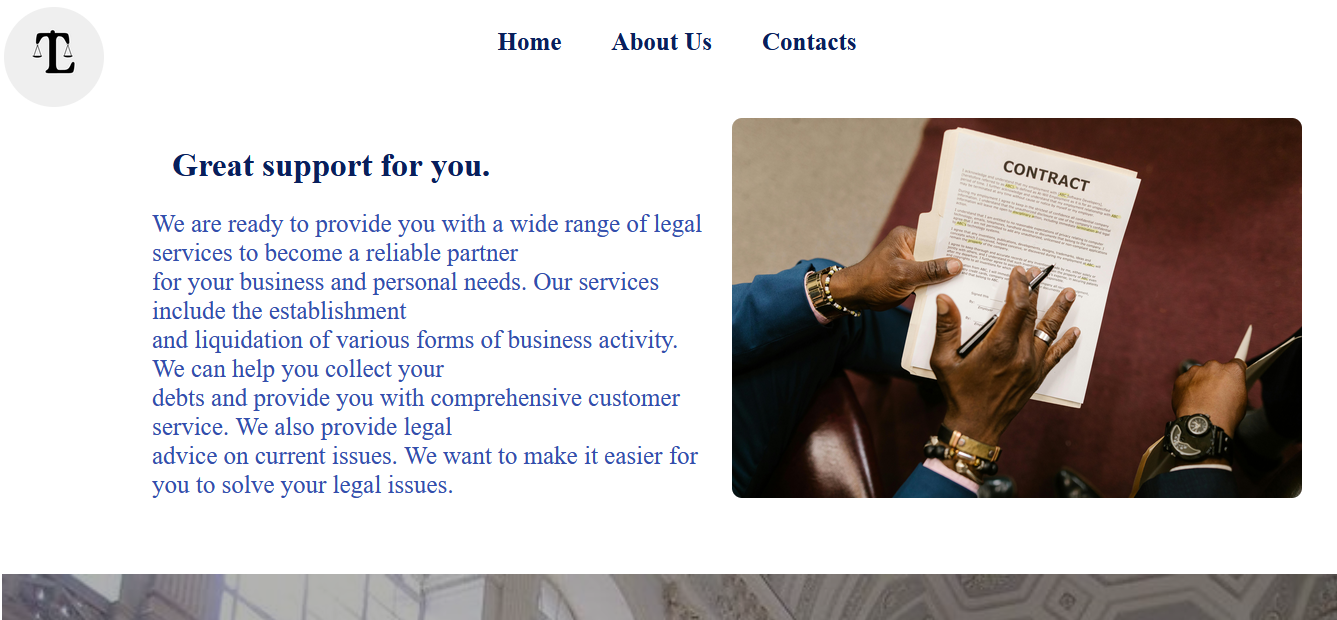 TL
Home About Us Contacts
Great support for you.
We are ready to provide you with a wide range of legal
services to become a reliable partner
for your business and personal needs. Our services
include the establishment
and liquidation of various forms of business activity.
We can help you collect your
debts and provide you with comprehensive customer
service. We also provide legal
advice on current issues. We want to make it easier for
you to solve your legal issues.
CONTRACT